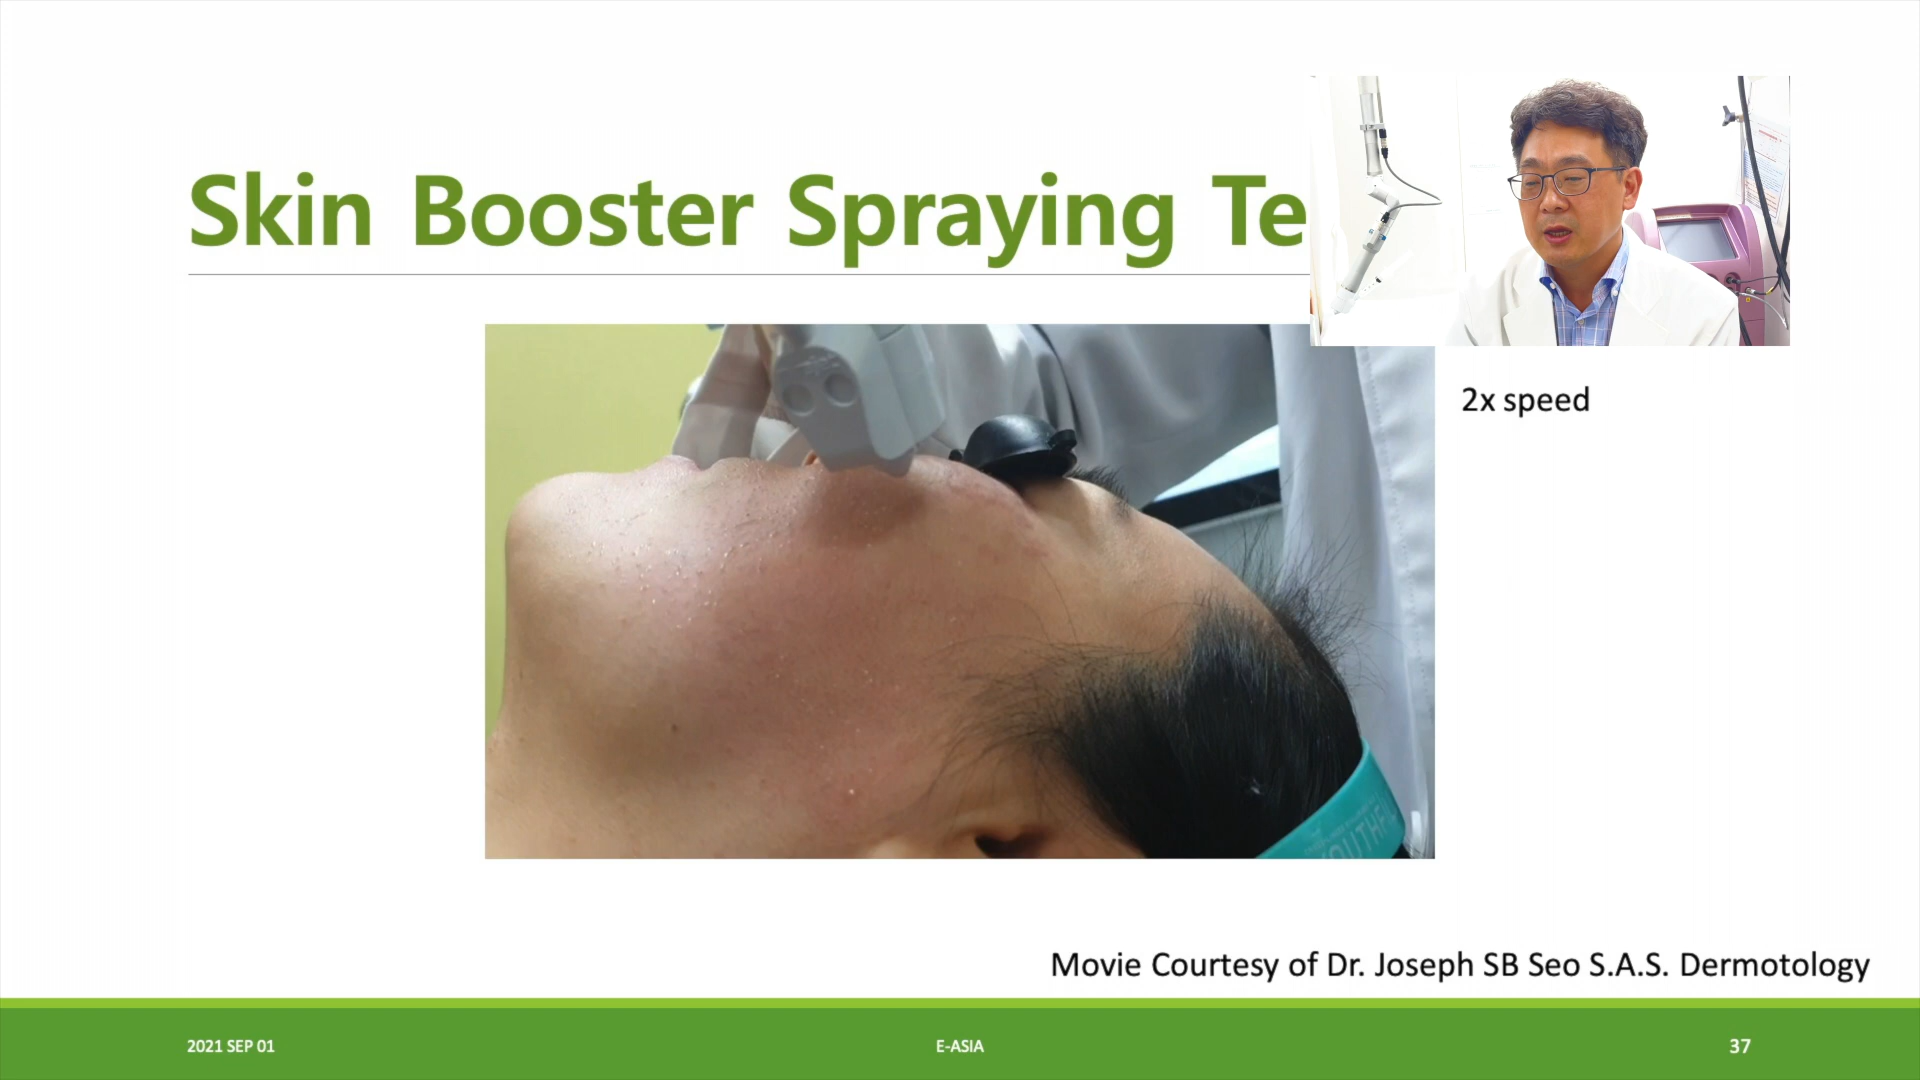 Skin Booster Spraying Te
2x speed
Movie Courtesy of Dr. Joseph SB Seo S.A.S. Dermotology
2021 SEP 01
E-ASIA
37